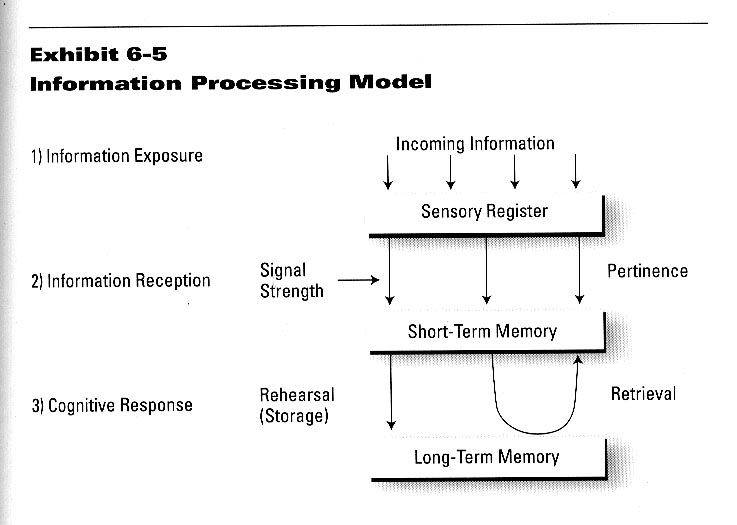 Exhibit 6-5
Information Processing Model
1) Information Exposure
Incoming Information
Sensory Register
2) Information Reception
Signal
Strength
Pertinence
Short-Term Memory
3) Cognitive Response
Rehearsal
(Storage)
Retrieval
Long-Term Memory